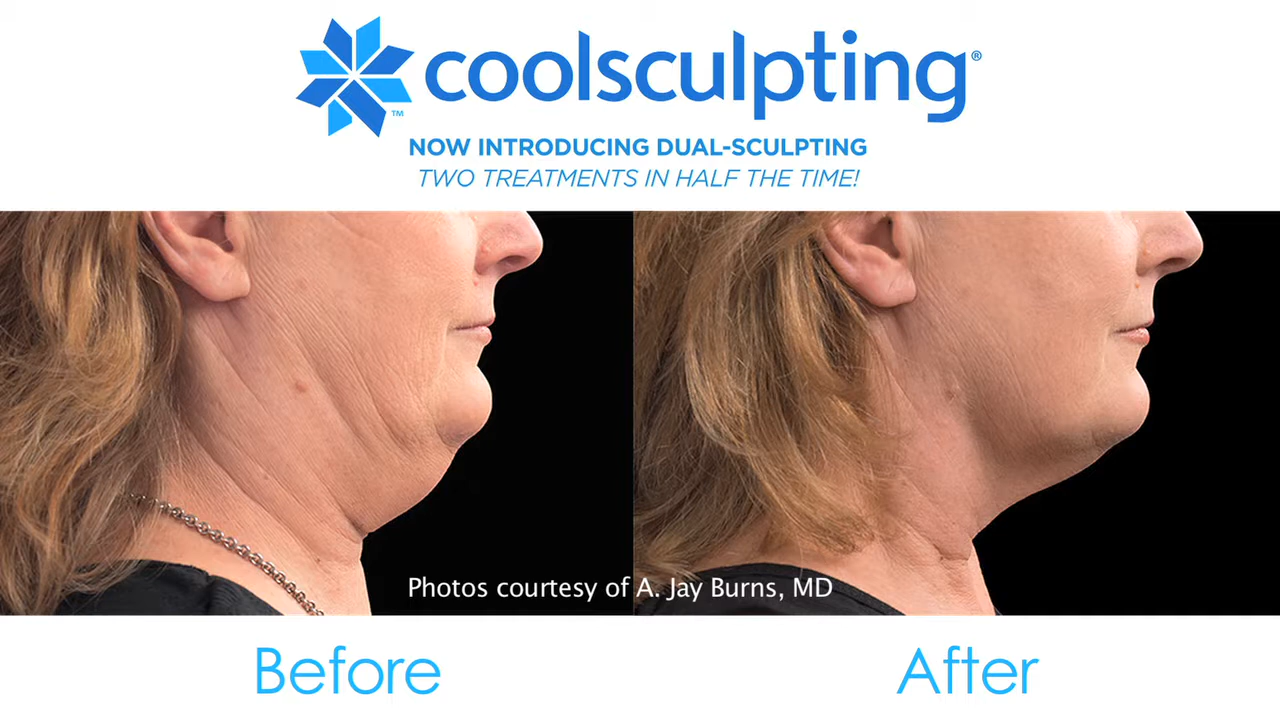 coolsculpting®
™
NOW INTRODUCING DUAL-SCULPTING
TWO TREATMENTS IN HALF THE TIME!
Photos courtesy of A. Jay Burns, MD
Before
After